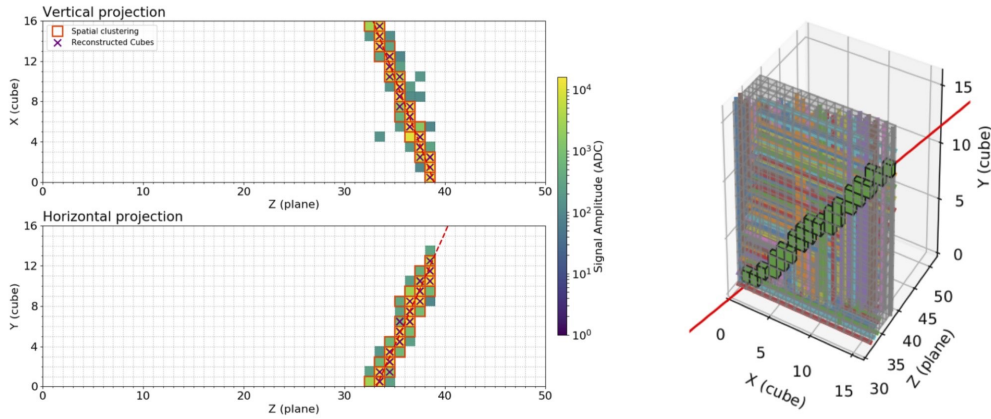 Vertical projection
16
12
8
4
0
X (cube)
Spatial clustering
Reconstructed Cubes
0 10 20 30 40 50
Z (plane)
Horizontal projection
16
12
8
4
0
Y (cube)
0 10 20 30 40 50
Z (plane)
10⁴
10³
10²
10¹
10⁰
Signal Amplitude (ADC)
15
10
5
0
Y (cube)
0
5
10
15
X (cube)
30
35
40
45
50
Z (plane)